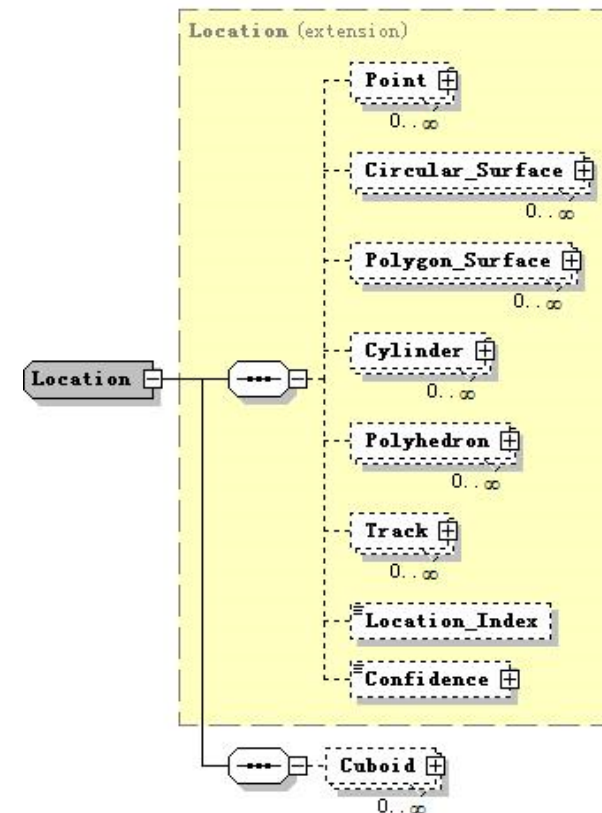 Location (extension)
Point
0..∞
Circular_Surface
0..∞
Polygon_Surface
0..∞
Cylinder
0..∞
Location
Polyhedron
0..∞
Track
0..∞
Location_Index
Confidence
Cuboid
0..∞